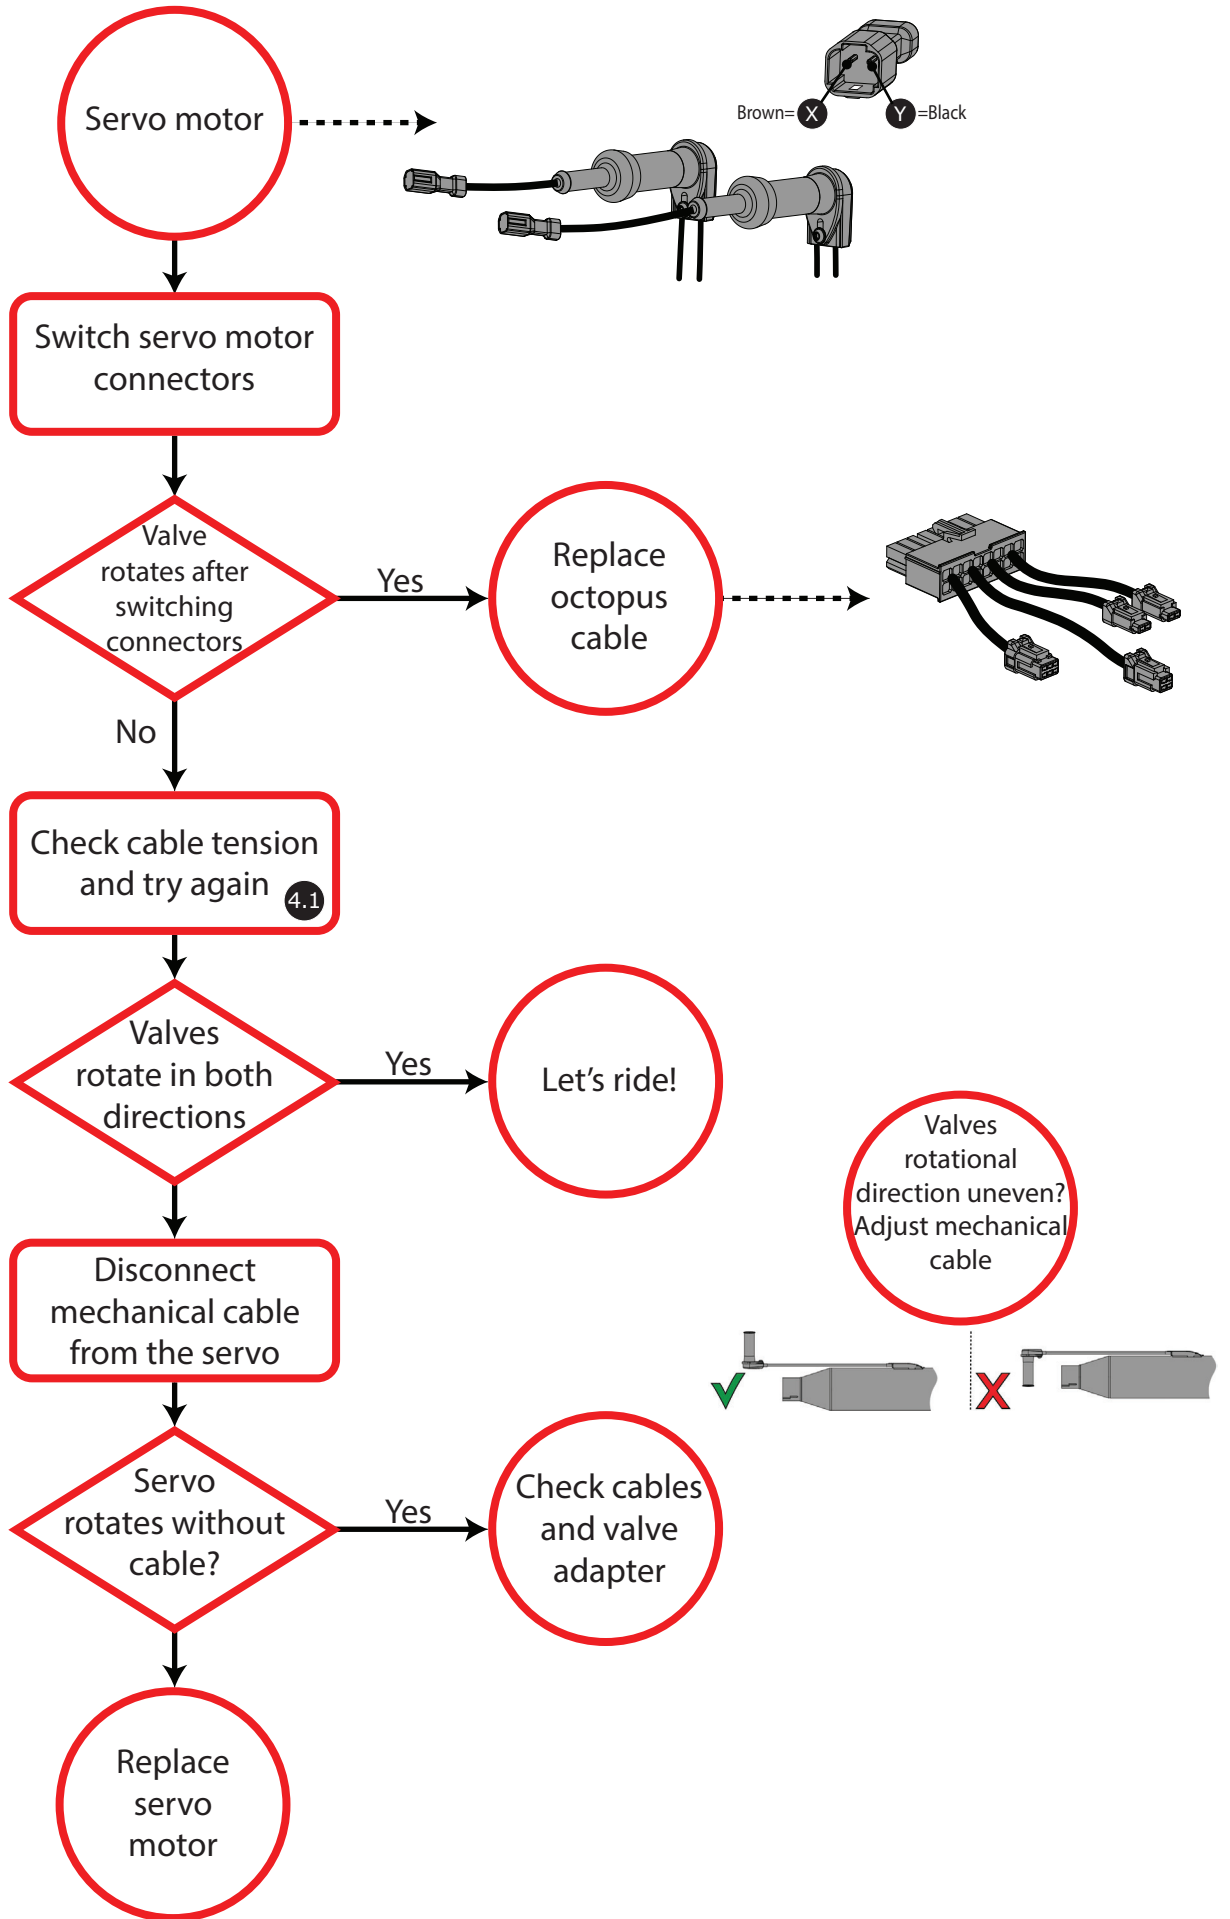 Servo motor
Brown= X
Y =Black
Switch servo motor
connectors
Valve
rotates after
switching
connectors
Yes
Replace
octopus
cable
No
Check cable tension
and try again
4.1
Valves
rotate in both
directions
Yes
Let's ride!
Valves
rotational
direction uneven?
Adjust mechanical
cable
Disconnect
mechanical cable
from the servo
Servo
rotates without
cable?
Yes
Check cables
and valve
adapter
Replace
servo
motor